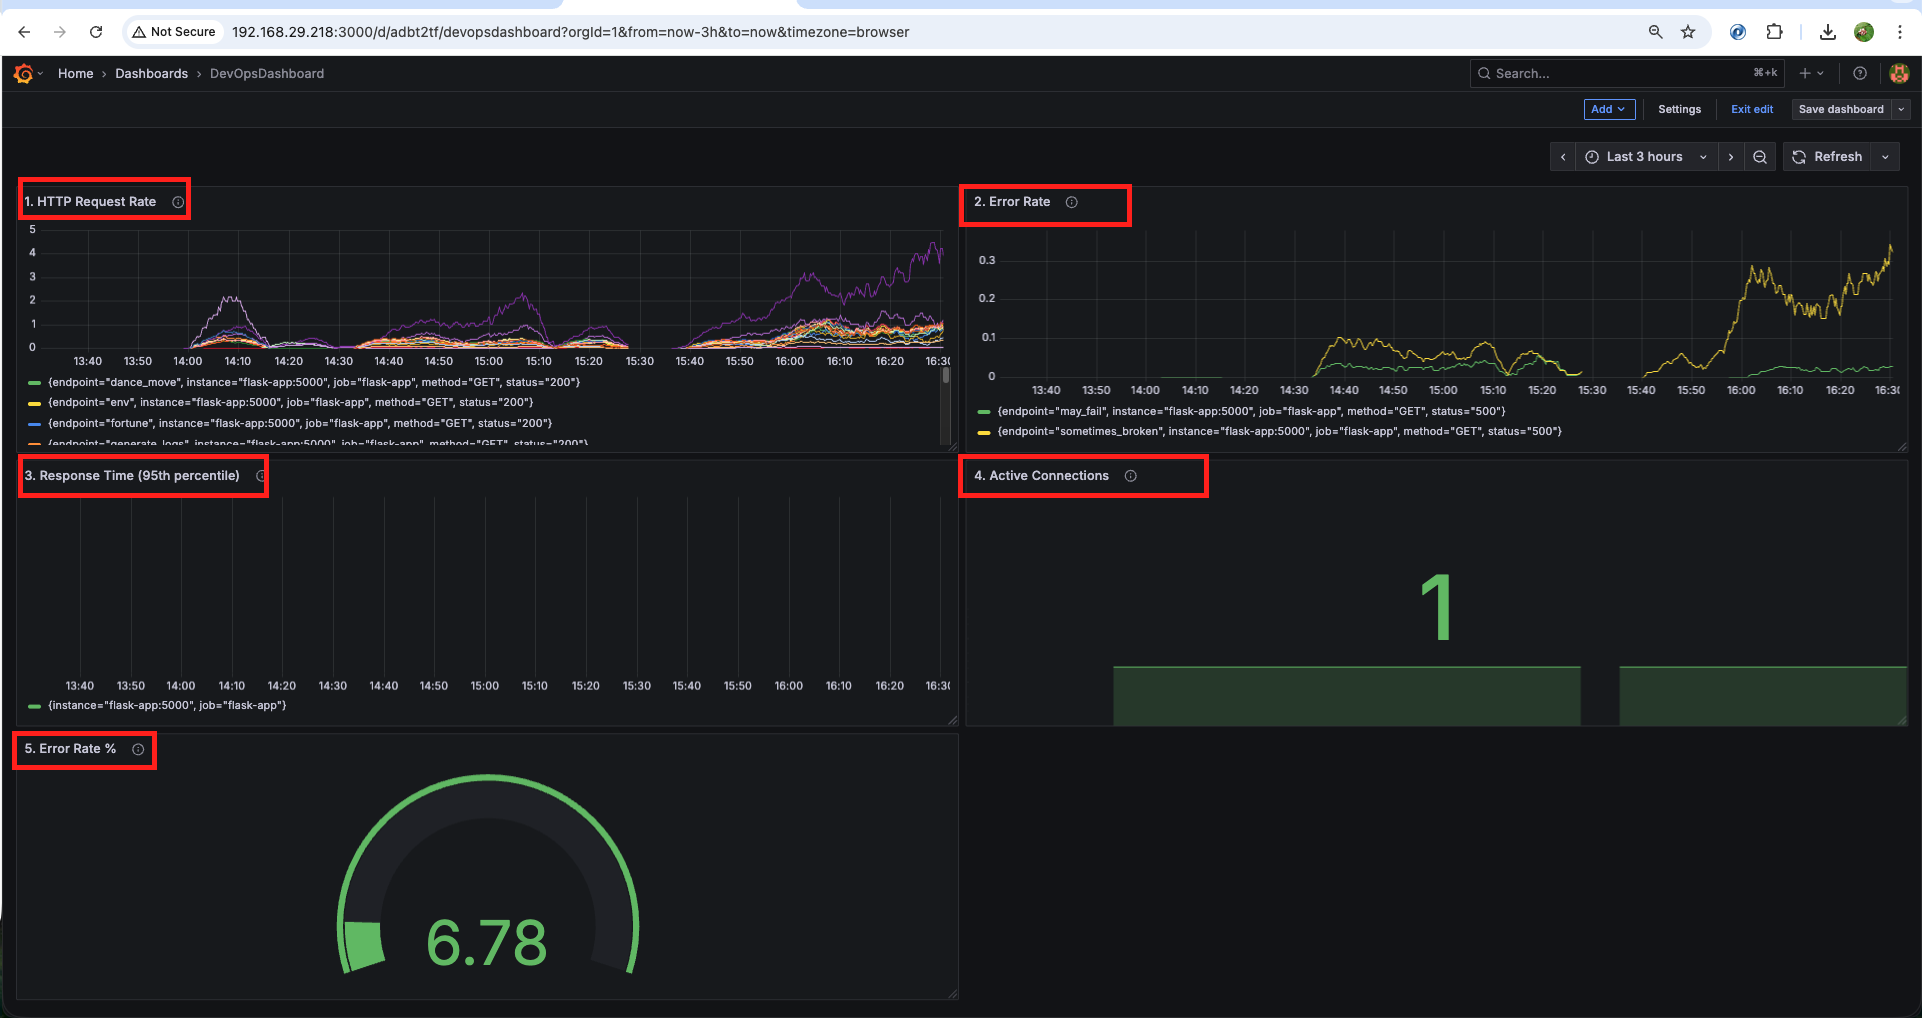 Not Secure 192.168.29.218:3000/d/adbt2tf/devopsdashboard?orgId=1&from=now-3h&to=now&timezone=browser
Home › Dashboards › DevOpsDashboard
Search... ⌘+k
Add Settings Exit edit Save dashboard
Last 3 hours Refresh
1. HTTP Request Rate
5
4
3
2
1
0
13:40 13:50 14:00 14:10 14:20 14:30 14:40 14:50 15:00 15:10 15:20 15:30 15:40 15:50 16:00 16:10 16:20 16:30
{endpoint="dance_move", instance="flask-app:5000", job="flask-app", method="GET", status="200"}
{endpoint="env", instance="flask-app:5000", job="flask-app", method="GET", status="200"}
{endpoint="fortune", instance="flask-app:5000", job="flask-app", method="GET", status="200"}
{endpoint="generate_logs", instance="flask-app:5000", job="flask-app", method="GET", status="200"}
2. Error Rate
0.3
0.2
0.1
0
13:40 13:50 14:00 14:10 14:20 14:30 14:40 14:50 15:00 15:10 15:20 15:30 15:40 15:50 16:00 16:10 16:20 16:30
{endpoint="may_fail", instance="flask-app:5000", job="flask-app", method="GET", status="500"}
{endpoint="sometimes_broken", instance="flask-app:5000", job="flask-app", method="GET", status="500"}
3. Response Time (95th percentile)
13:40 13:50 14:00 14:10 14:20 14:30 14:40 14:50 15:00 15:10 15:20 15:30 15:40 15:50 16:00 16:10 16:20 16:30
{instance="flask-app:5000", job="flask-app"}
4. Active Connections
1
5. Error Rate %
6.78